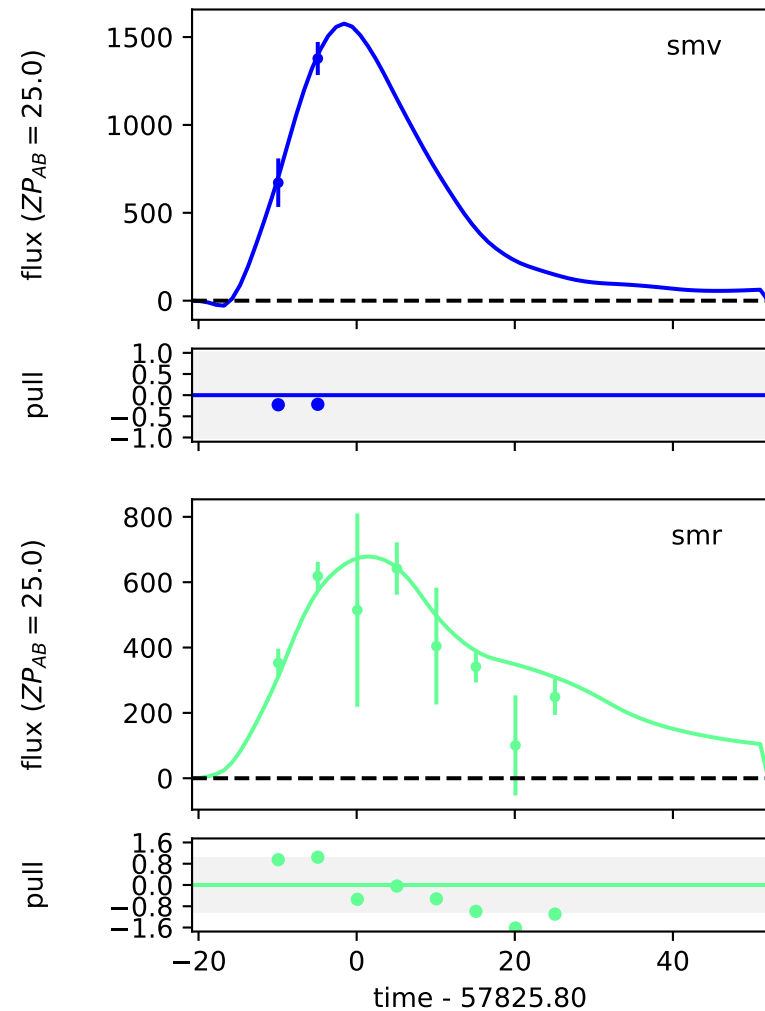 smv
flux (ZP_AB = 25.0)
1500
1000
500
0
pull
1.0
0.5
0.0
−0.5
−1.0
smr
flux (ZP_AB = 25.0)
800
600
400
200
0
pull
1.6
0.8
0.0
−0.8
−1.6
−20 0 20 40
time - 57825.80